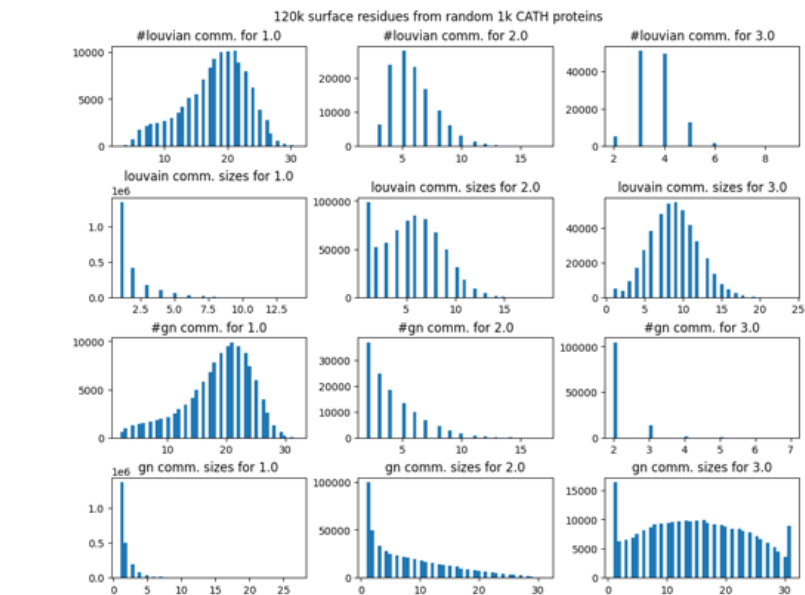 120k surface residues from random 1k CATH proteins
#louvian comm. for 1.0 #louvian comm. for 2.0 #louvian comm. for 3.0
10000
5000
0
10 20 30
20000
10000
0
5 10 15
40000
20000
0
2 4 6 8
louvain comm. sizes for 1.0 louvain comm. sizes for 2.0 louvain comm. sizes for 3.0
1e6
1.0
0.5
0.0
2.5 5.0 7.5 10.0 12.5
100000
50000
0
5 10 15
40000
20000
0
0 5 10 15 20 25
#gn comm. for 1.0 #gn comm. for 2.0 #gn comm. for 3.0
10000
5000
0
10 20 30
30000
20000
10000
0
5 10 15
100000
50000
0
2 3 4 5 6 7
gn comm. sizes for 1.0 gn comm. sizes for 2.0 gn comm. sizes for 3.0
1e6
1.0
0.5
0.0
0 5 10 15 20 25
100000
50000
0
0 10 20 30
15000
10000
5000
0
0 10 20 30